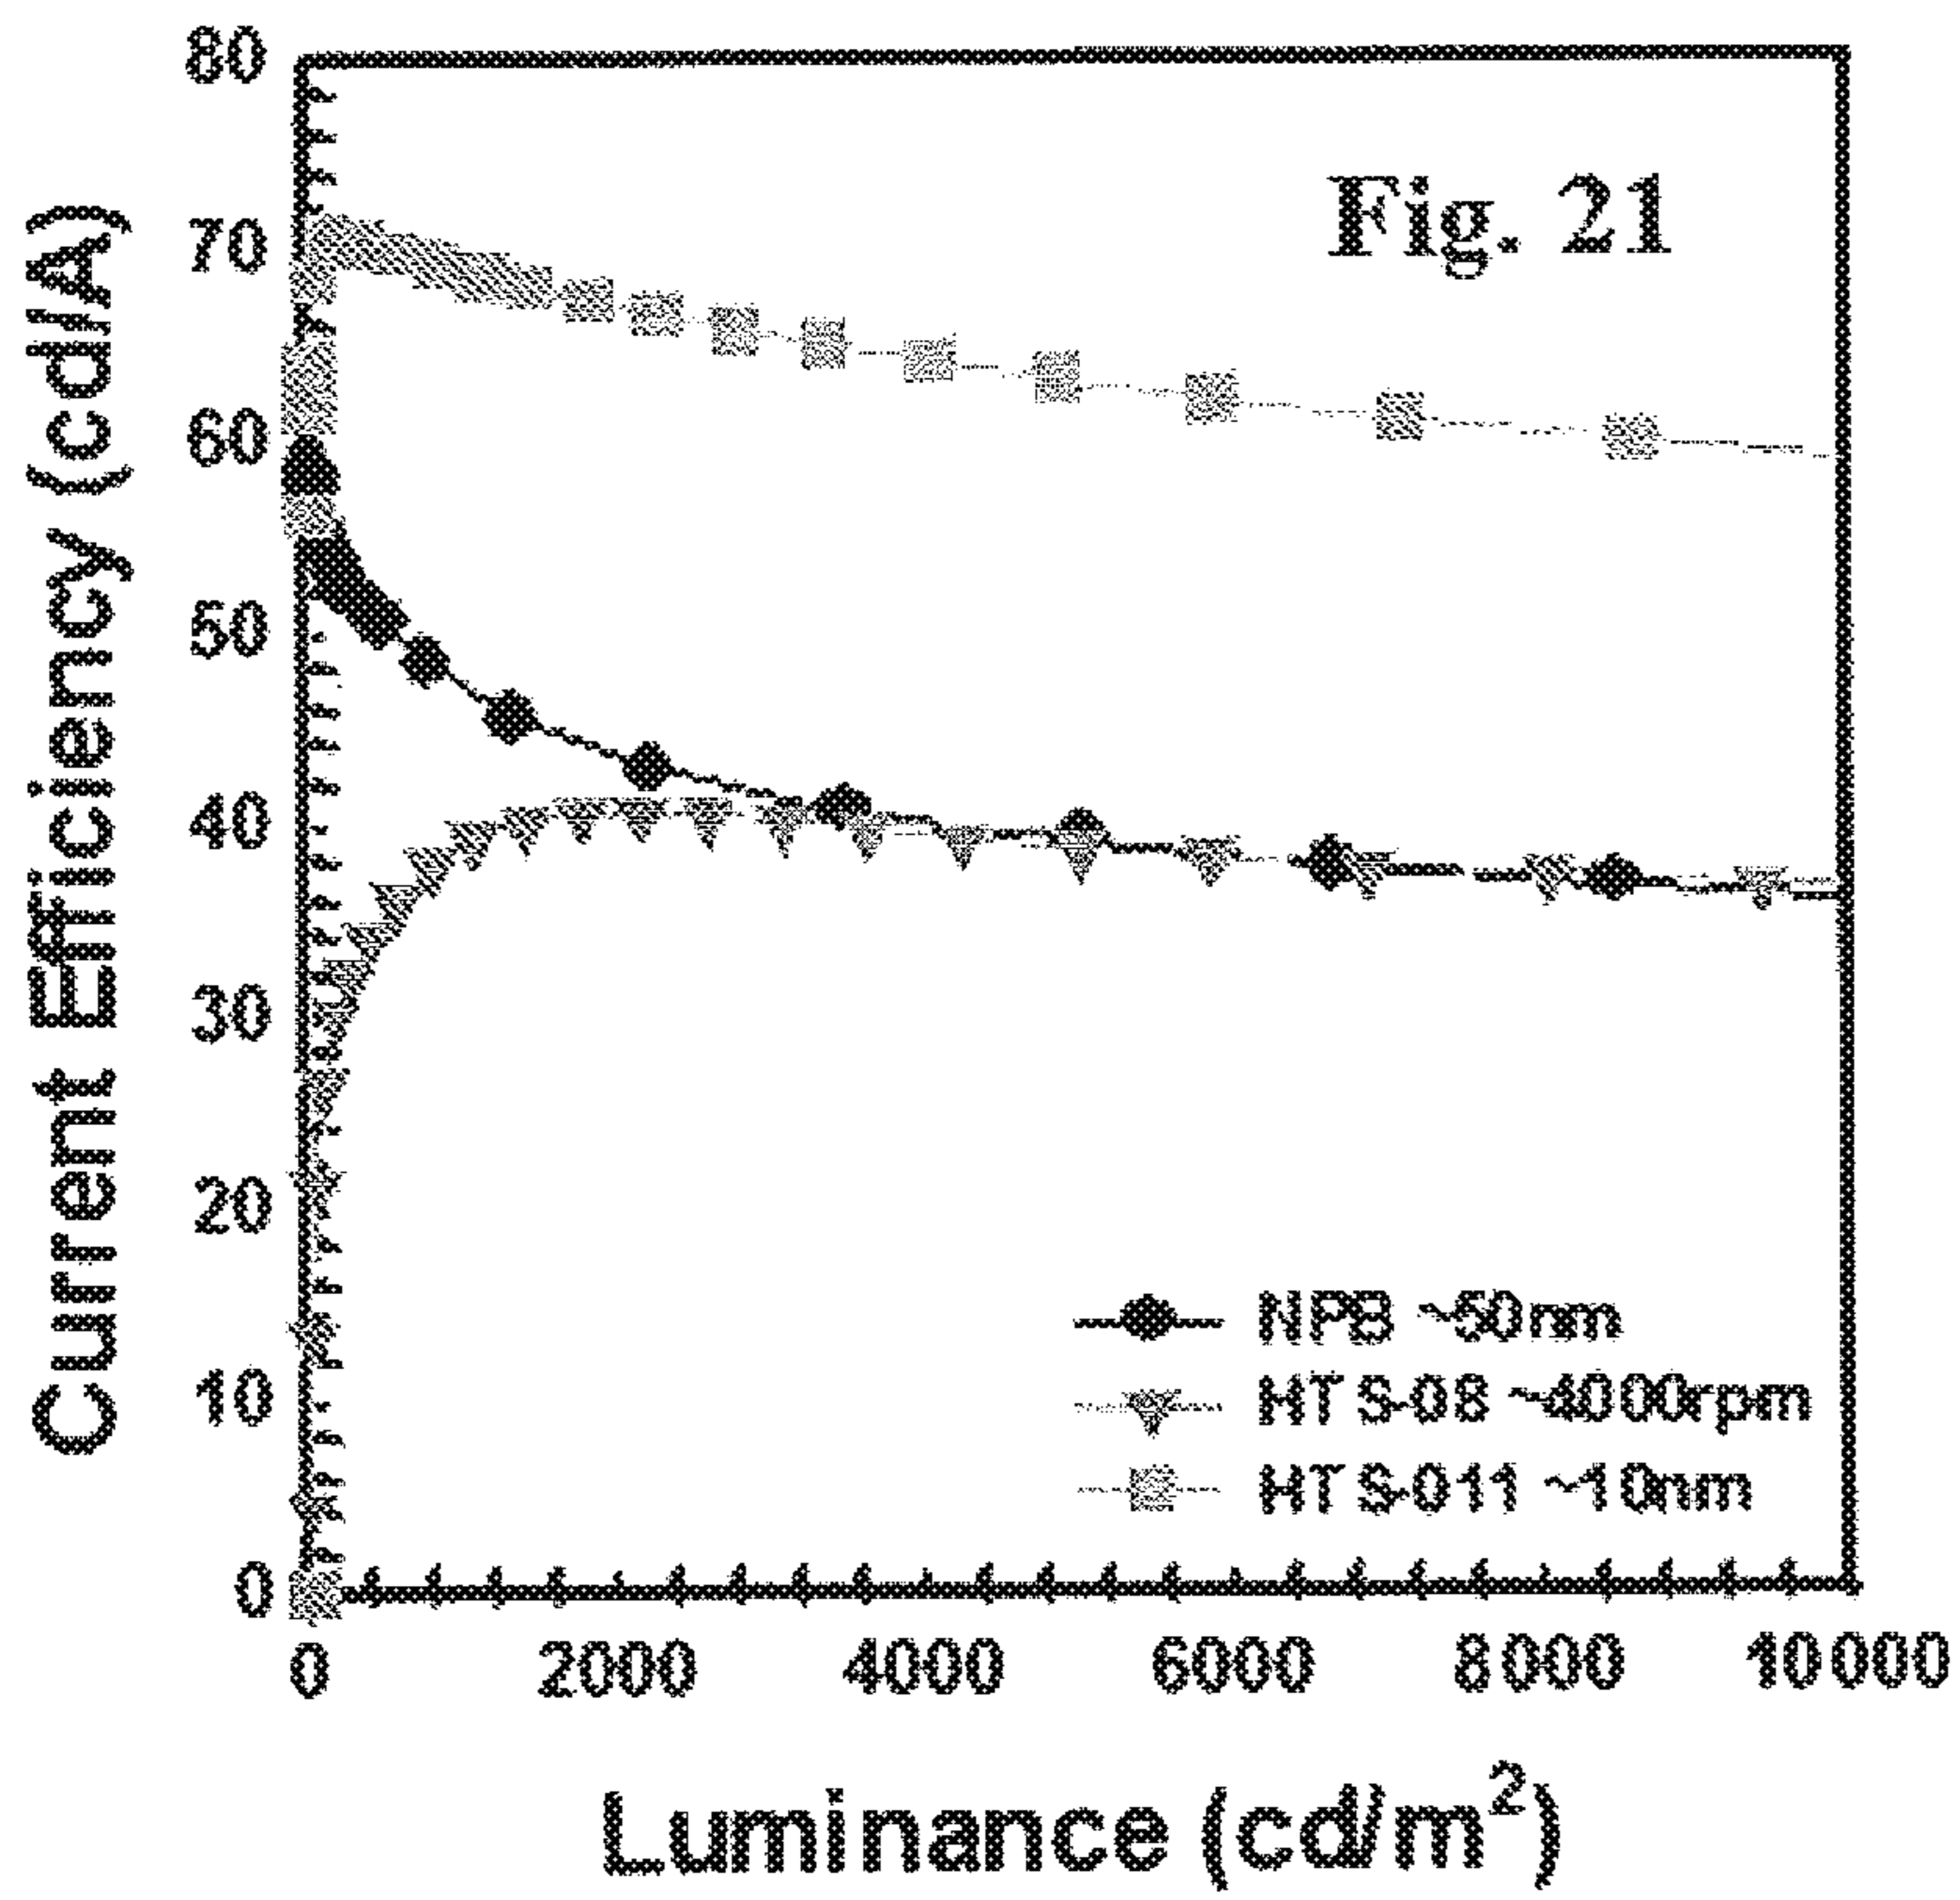 Fig. 21
Current Efficiency (cd/A)
80
70
60
50
40
30
20
10
0
NPB ~50nm
HTS-08 ~4000rpm
HTS-011 ~10nm
0 2000 4000 6000 8000 10000
Luminance (cd/m²)